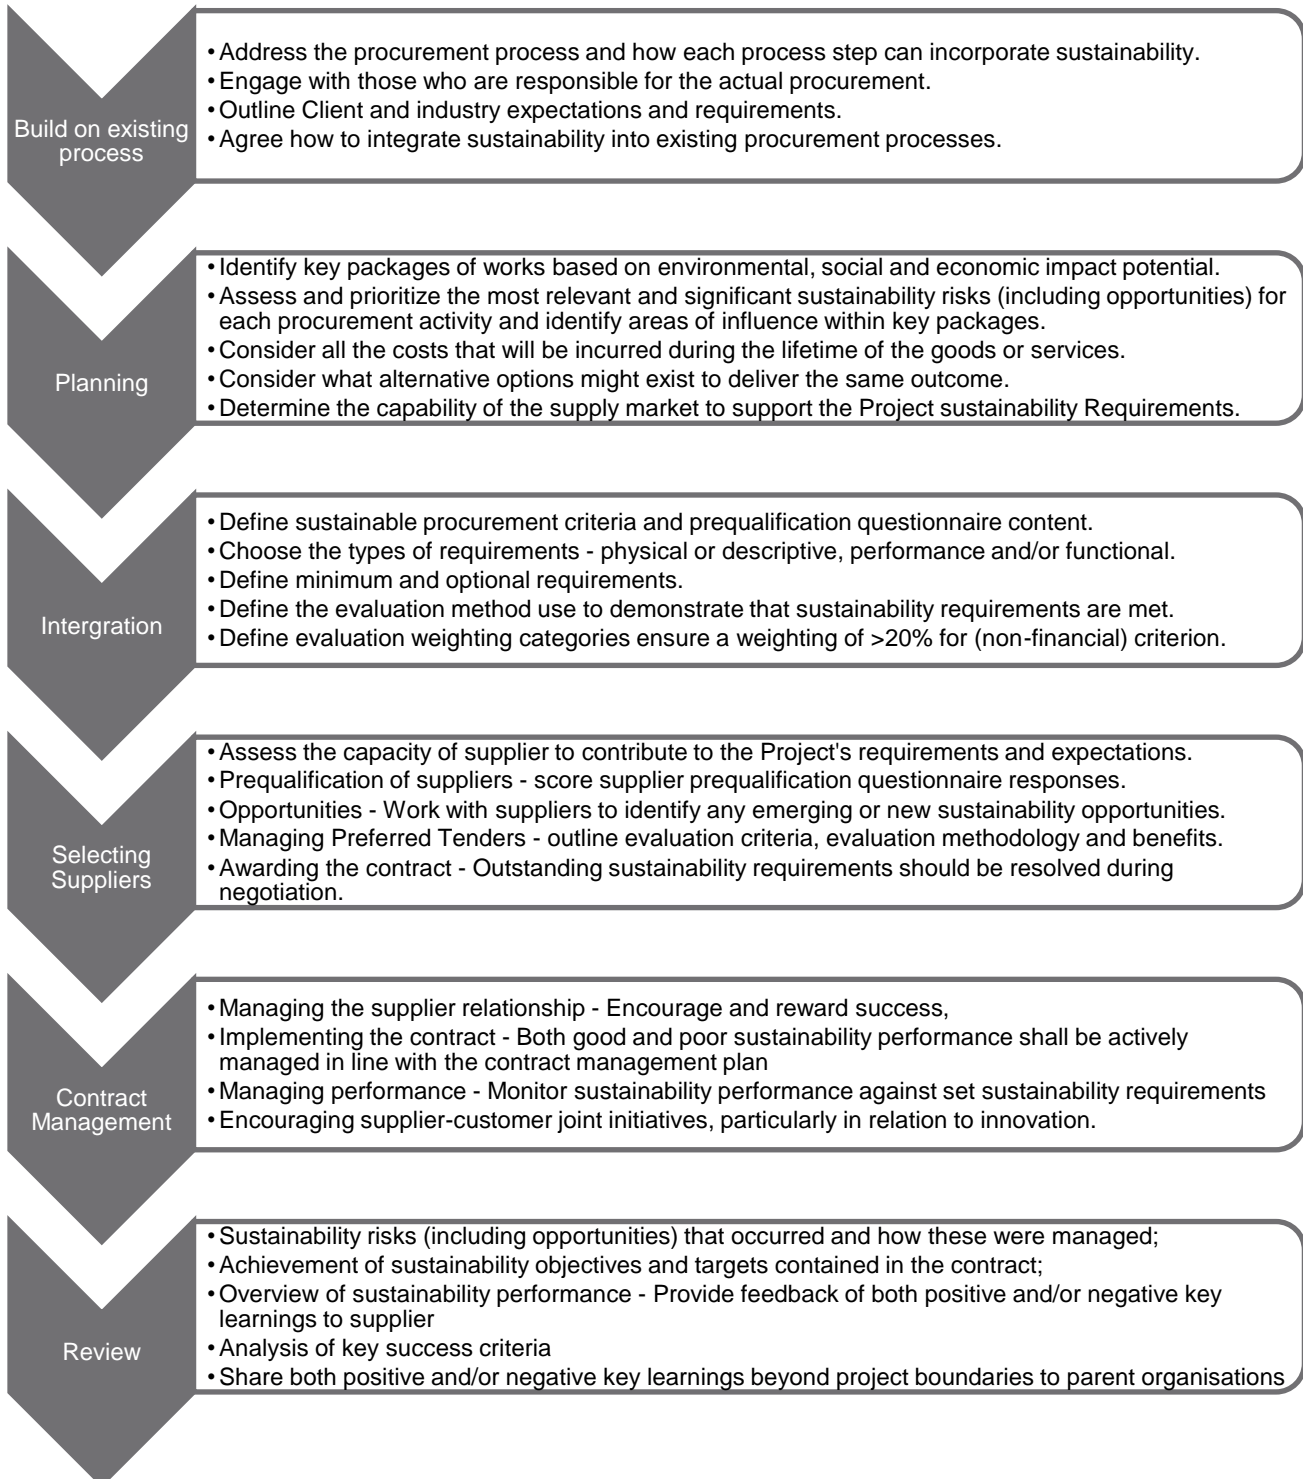 Build on existing
process
• Address the procurement process and how each process step can incorporate sustainability.
• Engage with those who are responsible for the actual procurement.
• Outline Client and industry expectations and requirements.
• Agree how to integrate sustainability into existing procurement processes.
Planning
• Identify key packages of works based on environmental, social and economic impact potential.
• Assess and prioritize the most relevant and significant sustainability risks (including opportunities) for
each procurement activity and identify areas of influence within key packages.
• Consider all the costs that will be incurred during the lifetime of the goods or services.
• Consider what alternative options might exist to deliver the same outcome.
• Determine the capability of the supply market to support the Project sustainability Requirements.
Intergration
• Define sustainable procurement criteria and prequalification questionnaire content.
• Choose the types of requirements - physical or descriptive, performance and/or functional.
• Define minimum and optional requirements.
• Define the evaluation method use to demonstrate that sustainability requirements are met.
• Define evaluation weighting categories ensure a weighting of >20% for (non-financial) criterion.
Selecting
Suppliers
• Assess the capacity of supplier to contribute to the Project's requirements and expectations.
• Prequalification of suppliers - score supplier prequalification questionnaire responses.
• Opportunities - Work with suppliers to identify any emerging or new sustainability opportunities.
• Managing Preferred Tenders - outline evaluation criteria, evaluation methodology and benefits.
• Awarding the contract - Outstanding sustainability requirements should be resolved during
negotiation.
Contract
Management
• Managing the supplier relationship - Encourage and reward success,
• Implementing the contract - Both good and poor sustainability performance shall be actively
managed in line with the contract management plan
• Managing performance - Monitor sustainability performance against set sustainability requirements
• Encouraging supplier-customer joint initiatives, particularly in relation to innovation.
Review
• Sustainability risks (including opportunities) that occurred and how these were managed;
• Achievement of sustainability objectives and targets contained in the contract;
• Overview of sustainability performance - Provide feedback of both positive and/or negative key
learnings to supplier
• Analysis of key success criteria
• Share both positive and/or negative key learnings beyond project boundaries to parent organisations